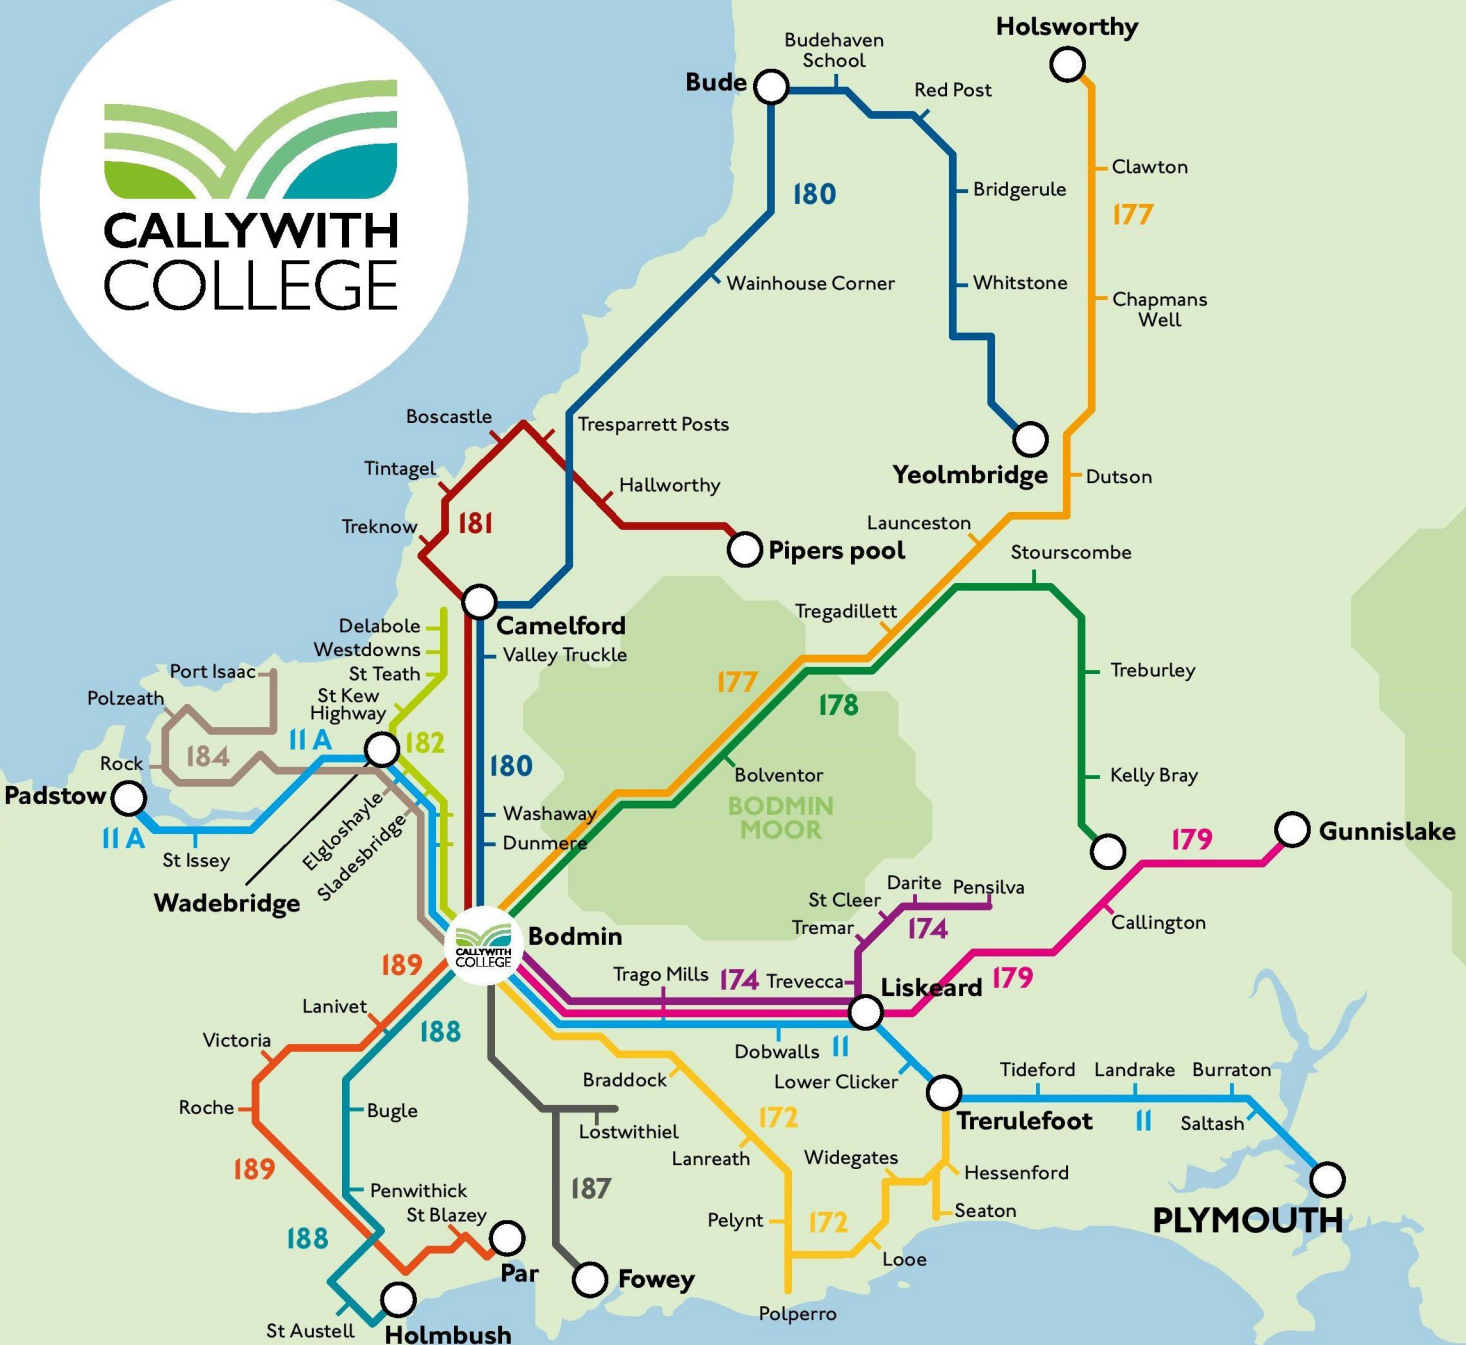 CALLYWITH
COLLEGE
Holsworthy
Budehaven
School
Bude
Red Post
Clawton
Bridgerule
180
177
Wainhouse Corner
Whitstone
Chapmans
Well
Boscastle
Tresparrett Posts
Tintagel
Yeolmbridge
Dutson
Hallworthy
Treknow
181
Launceston
Pipers pool
Stourscombe
Tregadillett
Camelford
Delabole
Westdowns
Valley Truckle
St Teath
Port Isaac
Treburley
Polzeath
St Kew
Highway
177
178
11 A
182
184
Rock
180
Bolventor
Kelly Bray
Padstow
BODMIN
MOOR
Washaway
Elgloshayle
Sladesbridge
Dunmere
11 A
St Issey
179
Gunnislake
Wadebridge
Darite
Pensilva
St Cleer
Tremar
174
Callington
CALLYWITH
COLLEGE
Bodmin
189
Trago Mills
174
Trevecca
Liskeard
179
Lanivet
188
Victoria
Dobwalls
11
Braddock
Lower Clicker
Tideford
Landrake
Burraton
Roche
Bugle
Lostwithiel
172
Trerulefoot
11
Saltash
189
Lanreath
Widegates
Hessenford
Penwithick
187
St Blazey
Pelynt
172
Seaton
PLYMOUTH
188
Par
Fowey
Looe
Polperro
St Austell
Holmbush